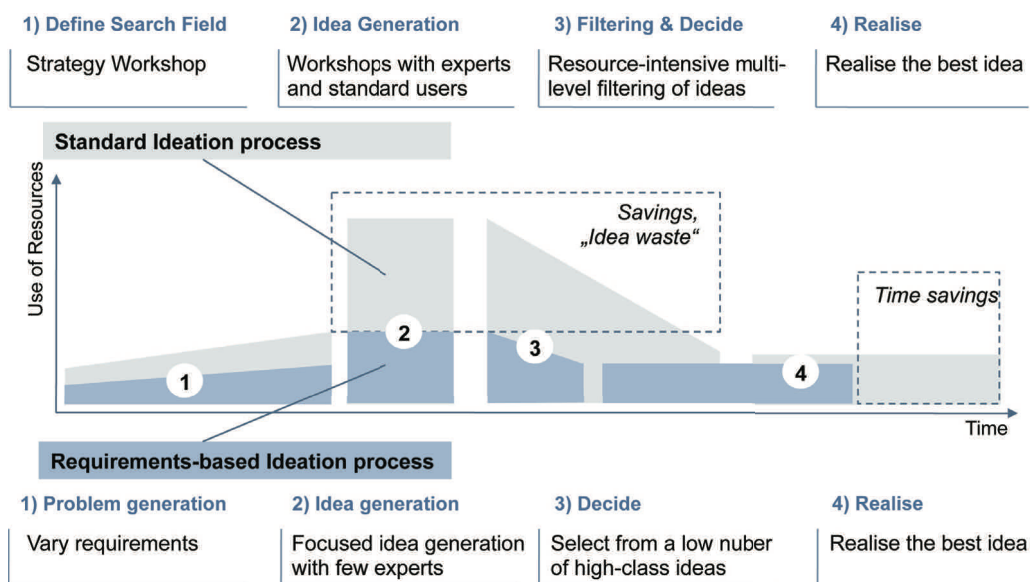 1) Define Search Field
2) Idea Generation
3) Filtering & Decide
4) Realise
Strategy Workshop
Workshops with experts
and standard users
Resource-intensive multi-
level filtering of ideas
Realise the best idea
Standard Ideation process
Use of Resources
Savings,
„Idea waste“
Time savings
1
2
3
4
Time
Requirements-based Ideation process
1) Problem generation
2) Idea generation
3) Decide
4) Realise
Vary requirements
Focused idea generation
with few experts
Select from a low nuber
of high-class ideas
Realise the best idea